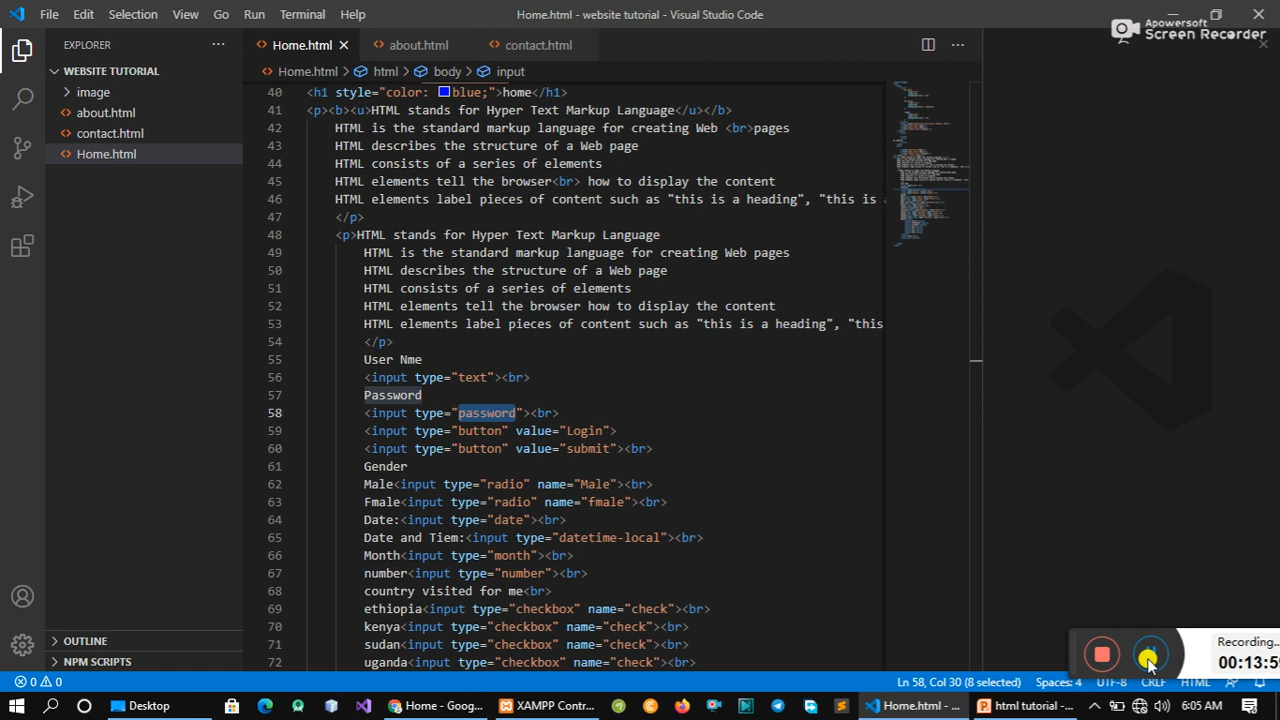 File Edit Selection View Go Run Terminal Help
Home.html - website tutorial - Visual Studio Code
Apowersoft
Screen Recorder
EXPLORER
Home.html
about.html
contact.html
WEBSITE TUTORIAL
Home.html > html > body > input
image
about.html
contact.html
Home.html
40 <h1 style="color: blue;">home</h1>
41 <p><b><u>HTML stands for Hyper Text Markup Language</u></b>
42 HTML is the standard markup language for creating Web <br>pages
43 HTML describes the structure of a Web page
44 HTML consists of a series of elements
45 HTML elements tell the browser<br> how to display the content
46 HTML elements label pieces of content such as "this is a heading", "this is a
47 </p>
48 <p>HTML stands for Hyper Text Markup Language
49 HTML is the standard markup language for creating Web pages
50 HTML describes the structure of a Web page
51 HTML consists of a series of elements
52 HTML elements tell the browser how to display the content
53 HTML elements label pieces of content such as "this is a heading", "this
54 </p>
55 User Nme
56 <input type="text"><br>
57 Password
58 <input type="password"><br>
59 <input type="button" value="Login">
60 <input type="button" value="submit"><br>
61 Gender
62 Male<input type="radio" name="Male"><br>
63 Fmale<input type="radio" name="fmale"><br>
64 Date:<input type="date"><br>
65 Date and Tiem:<input type="datetime-local"><br>
66 Month<input type="month"><br>
67 number<input type="number"><br>
68 country visited for me<br>
69 ethiopia<input type="checkbox" name="check"><br>
70 kenya<input type="checkbox" name="check"><br>
71 sudan<input type="checkbox" name="check"><br>
72 uganda<input type="checkbox" name="check"><br>
OUTLINE
NPM SCRIPTS
Recording...
00:13:59
0 0
Ln 58, Col 30 (8 selected) Spaces: 4 UTF-8 CRLF HTML
Desktop
Home - Goog...
XAMPP Contr...
Home.html - ...
html tutorial - ...
6:05 AM